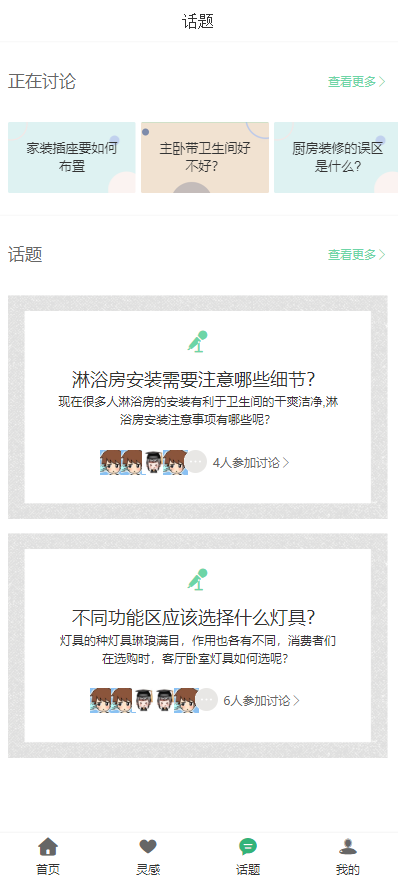 话题
正在讨论
查看更多
家装插座要如何
布置
主卧带卫生间好
不好？
厨房装修的误区
是什么？
话题
查看更多
淋浴房安装需要注意哪些细节？
现在很多人淋浴房的安装有利于卫生间的干爽洁净,淋
浴房安装注意事项有哪些呢？
4人参加讨论
不同功能区应该选择什么灯具？
灯具的种灯具琳琅满目，作用也各有不同，消费者们
在选购时，客厅卧室灯具如何选呢？
6人参加讨论
首页
灵感
话题
我的